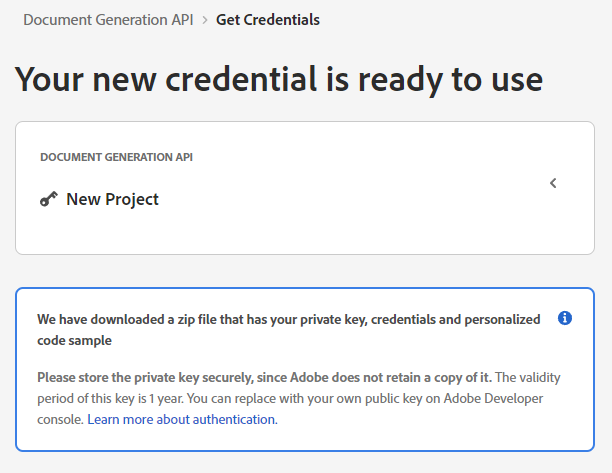 Document Generation API > Get Credentials
Your new credential is ready to use
DOCUMENT GENERATION API
New Project
We have downloaded a zip file that has your private key, credentials and personalized
code sample
Please store the private key securely, since Adobe does not retain a copy of it. The validity
period of this key is 1 year. You can replace with your own public key on Adobe Developer
console. Learn more about authentication.